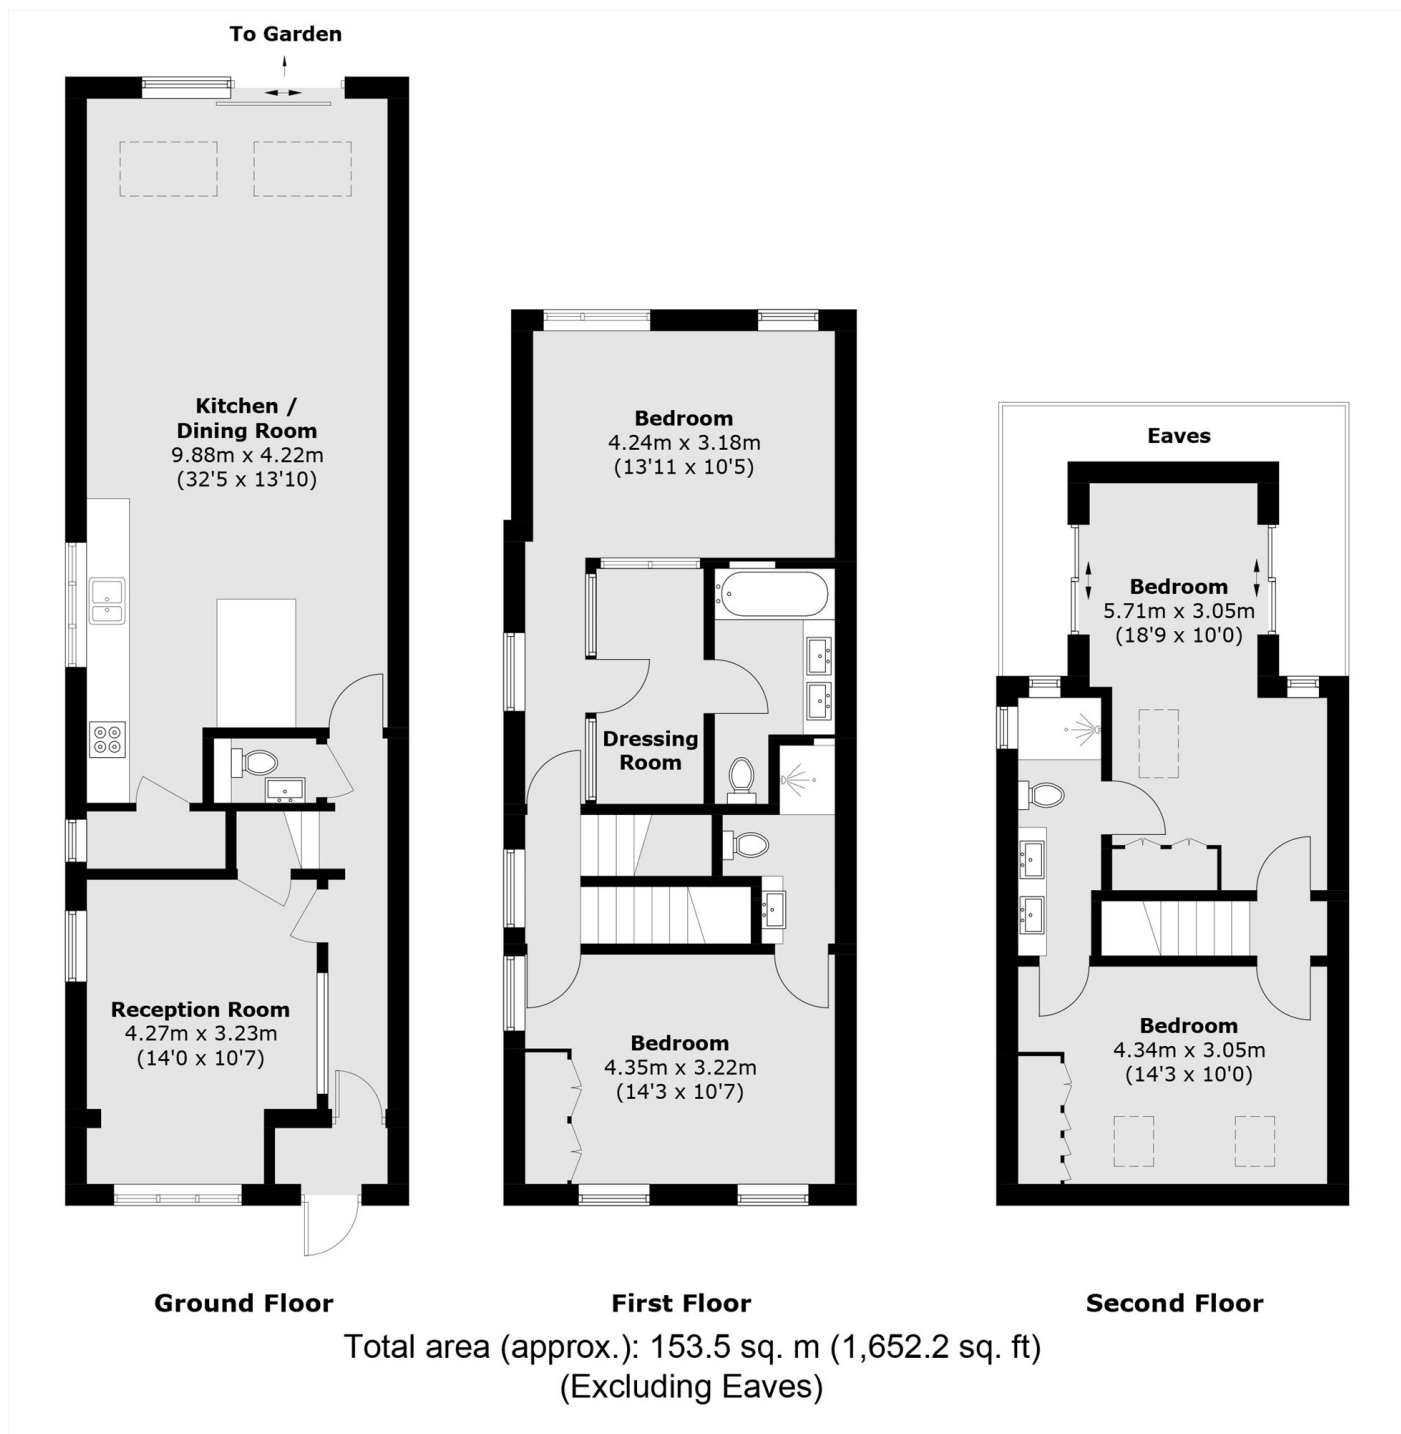 To Garden
Kitchen /
Dining Room
9.88m x 4.22m
(32'5 x 13'10)
Reception Room
4.27m x 3.23m
(14'0 x 10'7)
Ground Floor
Bedroom
4.24m x 3.18m
(13'11 x 10'5)
Dressing
Room
Bedroom
4.35m x 3.22m
(14'3 x 10'7)
First Floor
Eaves
Bedroom
5.71m x 3.05m
(18'9 x 10'0)
Bedroom
4.34m x 3.05m
(14'3 x 10'0)
Second Floor
Total area (approx.): 153.5 sq. m (1,652.2 sq. ft)
(Excluding Eaves)